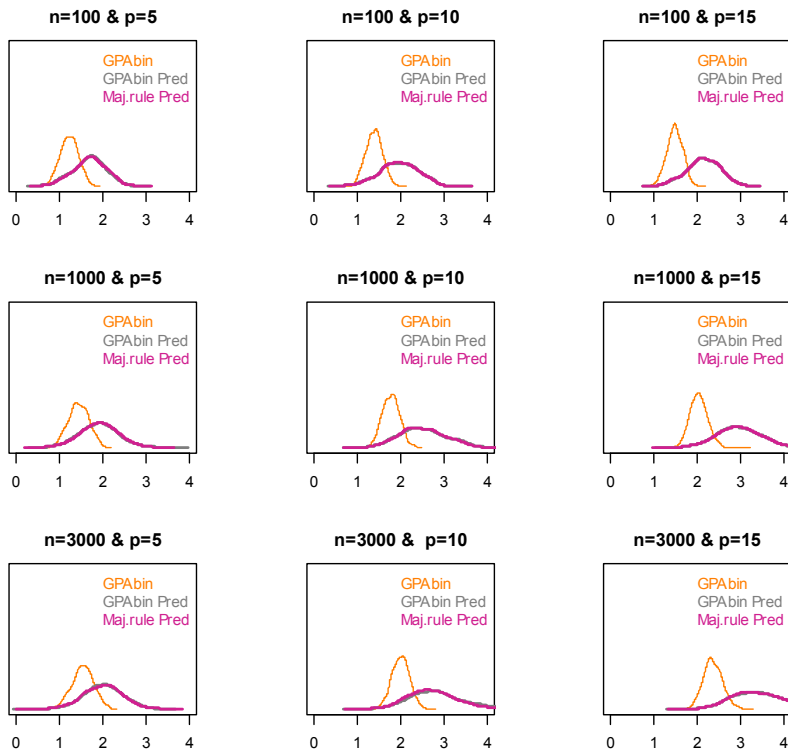 n=100 & p=5
n=100 & p=10
n=100 & p=15
GPAbin
GPAbin Pred
Maj.rule Pred
GPAbin
GPAbin Pred
Maj.rule Pred
GPAbin
GPAbin Pred
Maj.rule Pred
0 1 2 3 4
0 1 2 3 4
0 1 2 3 4
n=1000 & p=5
n=1000 & p=10
n=1000 & p=15
GPAbin
GPAbin Pred
Maj.rule Pred
GPAbin
GPAbin Pred
Maj.rule Pred
GPAbin
GPAbin Pred
Maj.rule Pred
0 1 2 3 4
0 1 2 3 4
0 1 2 3 4
n=3000 & p=5
n=3000 & p=10
n=3000 & p=15
GPAbin
GPAbin Pred
Maj.rule Pred
GPAbin
GPAbin Pred
Maj.rule Pred
GPAbin
GPAbin Pred
Maj.rule Pred
0 1 2 3 4
0 1 2 3 4
0 1 2 3 4